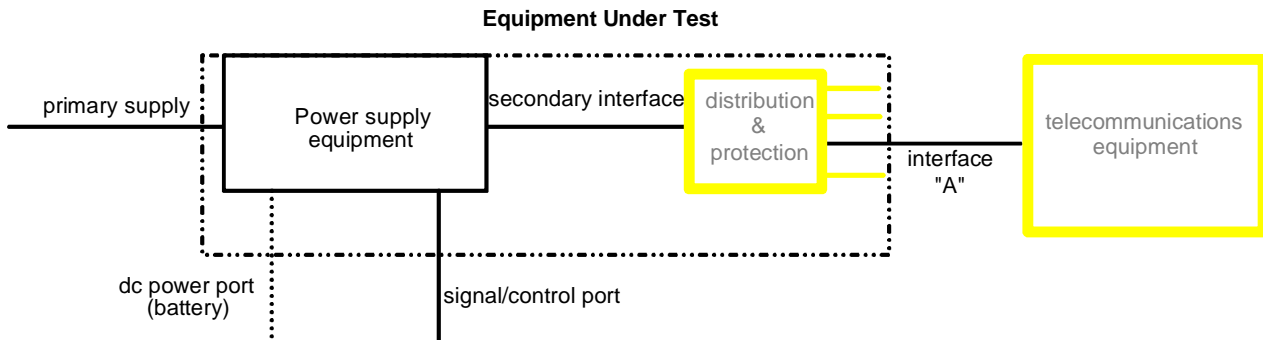 Equipment Under Test
primary supply
Power supply
equipment
secondary interface
distribution
&
protection
interface
"A"
telecommunications
equipment
dc power port
(battery)
signal/control port